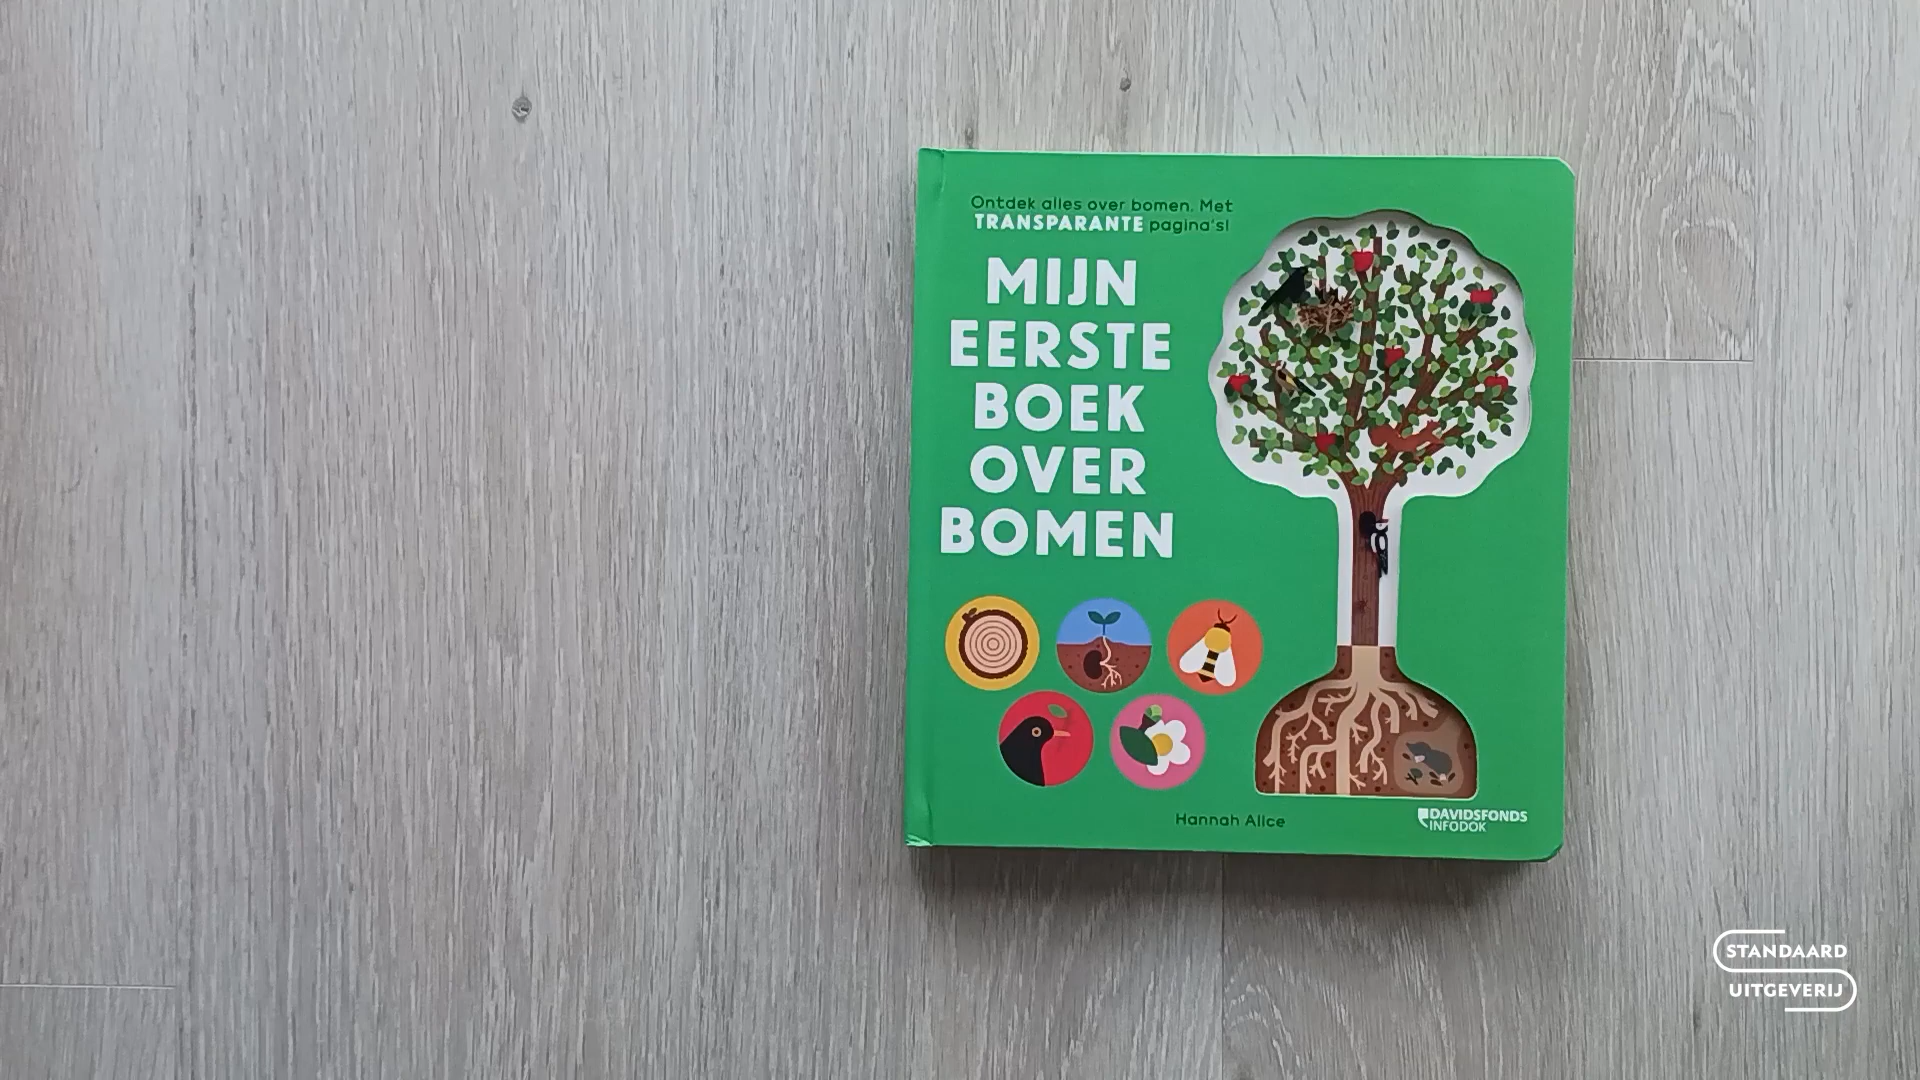 Ontdek alles over bomen. Met
TRANSPARANTE pagina's!
MIJN
EERSTE
BOEK
OVER
BOMEN
Hannah Alice
DAVIDSFONDS
INFODOK
STANDAARD
UITGEVERIJ